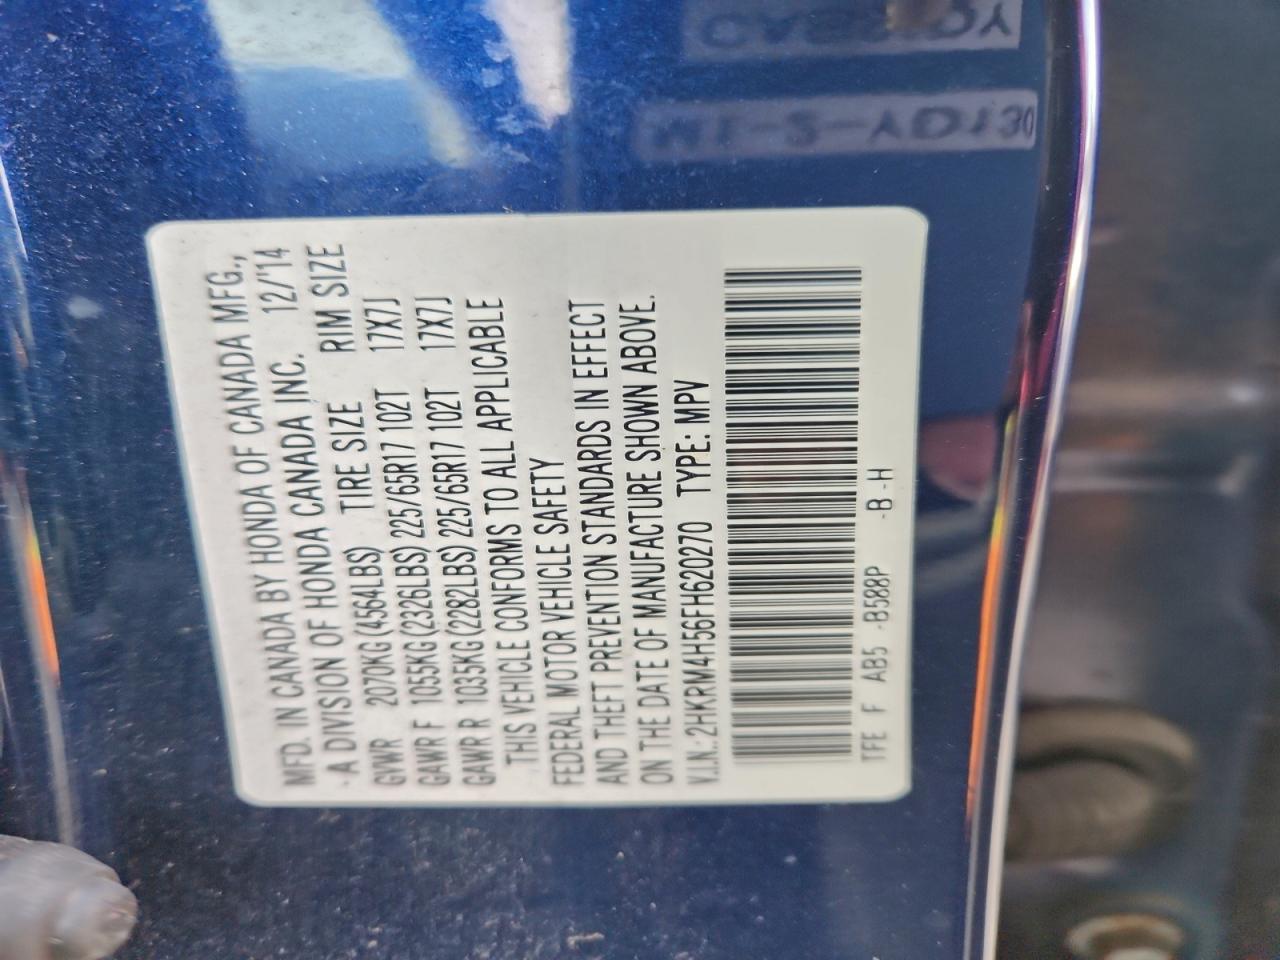 MFD. IN CANADA BY HONDA OF CANADA MFG.,
A DIVISION OF HONDA CANADA INC. 12/'14
GVWR 2070KG(4564LBS) TIRE SIZE RIM SIZE
GAWR F 1055KG(2326LBS) 225/65R17 102T 17X7J
GAWR R 1035KG(2282LBS) 225/65R17 102T 17X7J
THIS VEHICLE CONFORMS TO ALL APPLICABLE
FEDERAL MOTOR VEHICLE SAFETY
AND THEFT PREVENTION STANDARDS IN EFFECT
ON THE DATE OF MANUFACTURE SHOWN ABOVE.
V.I.N.: 2HKRM4H56FH620270 TYPE: MPV
TFE F AB5 -B588P -B -H